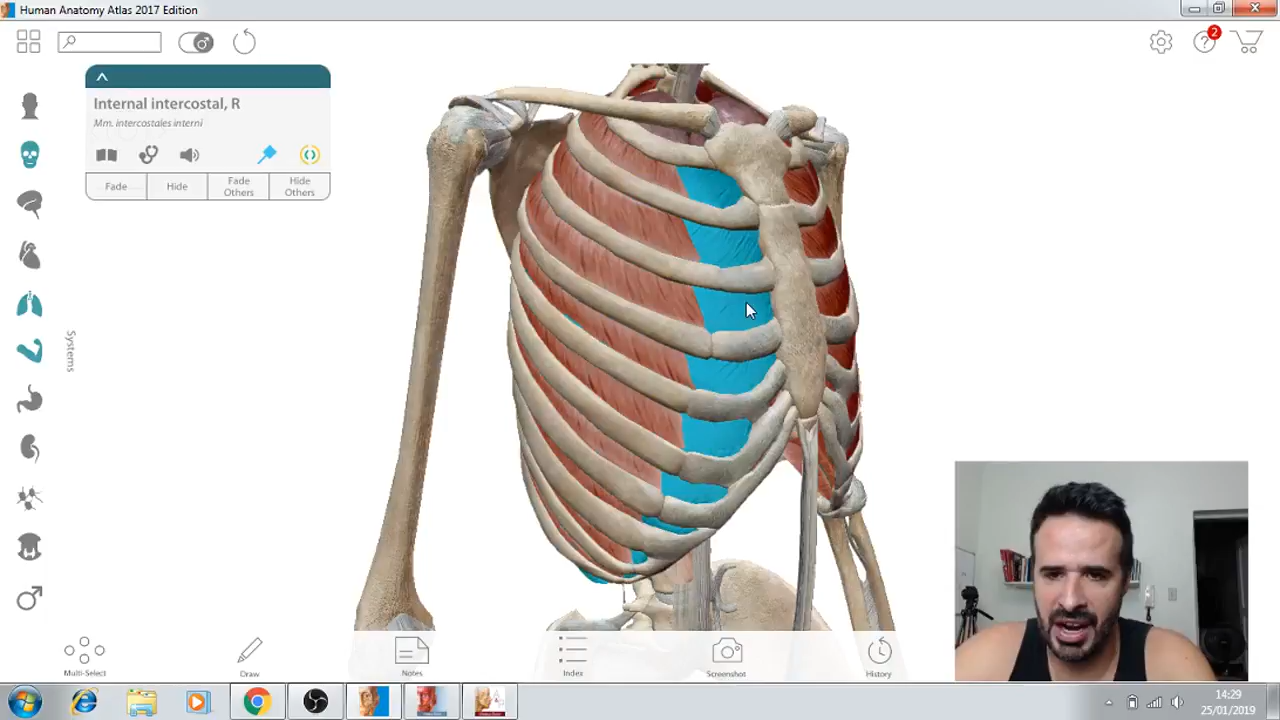 Human Anatomy Atlas 2017 Edition
2
Internal intercostal, R
Mm. intercostales interni
Fade
Hide
Fade
Others
Hide
Others
Systems
Multi-Select
Draw
Notes
Index
Screenshot
History
14:29
25/01/2019